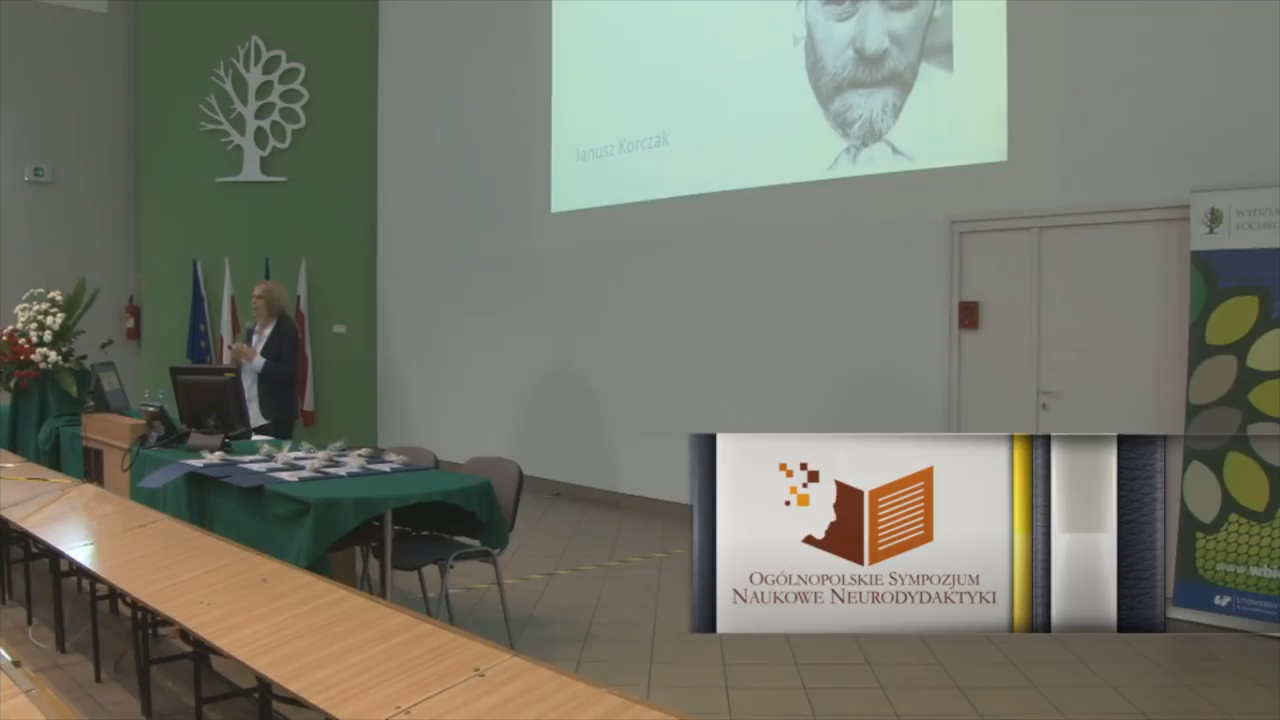 Janusz Korczak
OGÓLNOPOLSKIE SYMPOZJUM
NAUKOWE NEURODYDAKTYKI